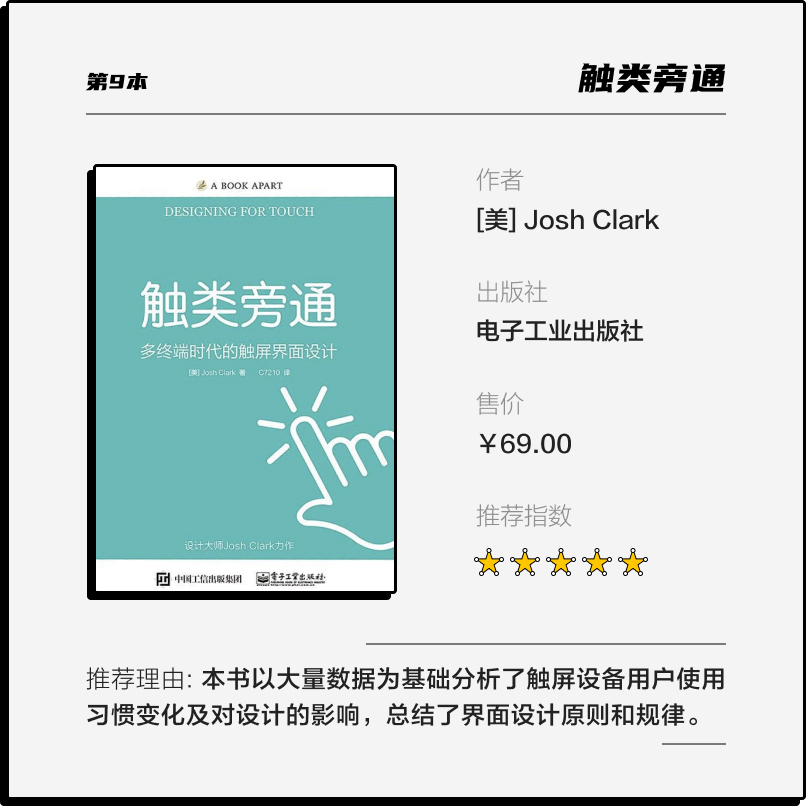 第9本
触类旁通
A BOOK APART
DESIGNING FOR TOUCH
触类旁通
多终端时代的触屏界面设计
[美] Josh Clark 著 C7210 译
设计大师Josh Clark力作
中国工信出版集团
电子工业出版社
作者
[美] Josh Clark
出版社
电子工业出版社
售价
￥69.00
推荐指数
推荐理由: 本书以大量数据为基础分析了触屏设备用户使用
习惯变化及对设计的影响，总结了界面设计原则和规律。